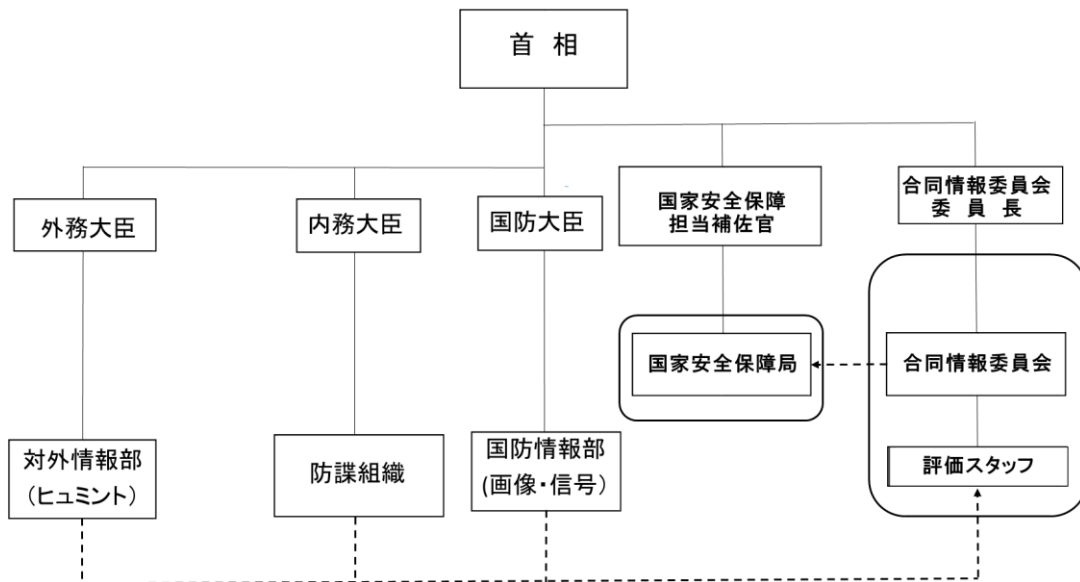 首 相
外務大臣
内務大臣
国防大臣
国家安全保障
担当補佐官
合同情報委員会
委 員 長
国家安全保障局
合同情報委員会
対外情報部
（ヒュミント）
防諜組織
国防情報部
(画像・信号）
評価スタッフ